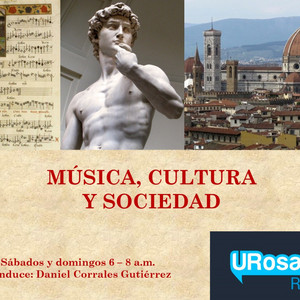 MÚSICA, CULTURA
Y SOCIEDAD
Sábados y domingos 6 – 8 a.m.
nduce: Daniel Corrales Gutiérrez
URosa
R